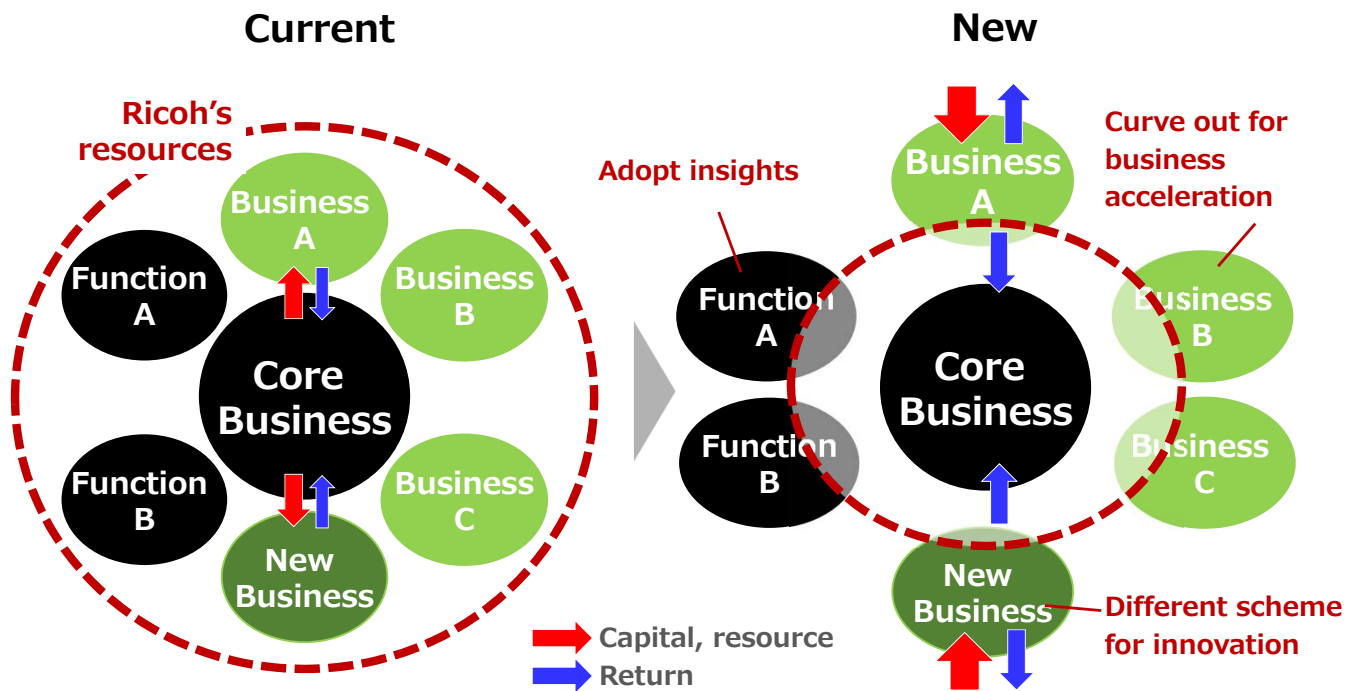 Current
New
Ricoh's
resources
Business
A
Function
A
Business
B
Core
Business
Function
B
Business
C
New
Business
Adopt insights
Curve out for
business
acceleration
Business
A
Function
A
Business
B
Core
Business
Function
B
Business
C
New
Business
Different scheme
for innovation
Capital, resource
Return